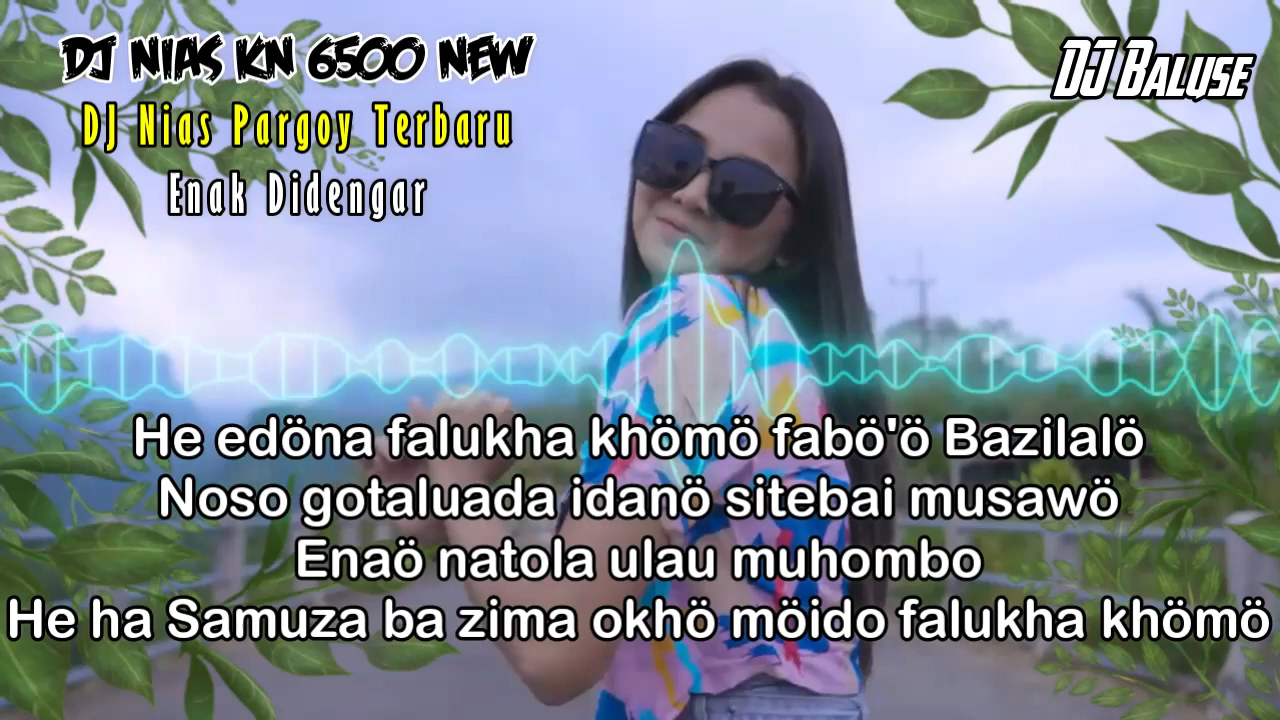 DJ NIAS KN 6500 NEW
DJ Nias Pargoy Terbaru
Enak Didengar
DJ Baluse
He edöna falukha khömö fabö'ö Bazilalö
Noso gotaluada idanö sitebai musawö
Enaö natola ulau muhombo
He ha Samuza ba zima okhö möido falukha khömö